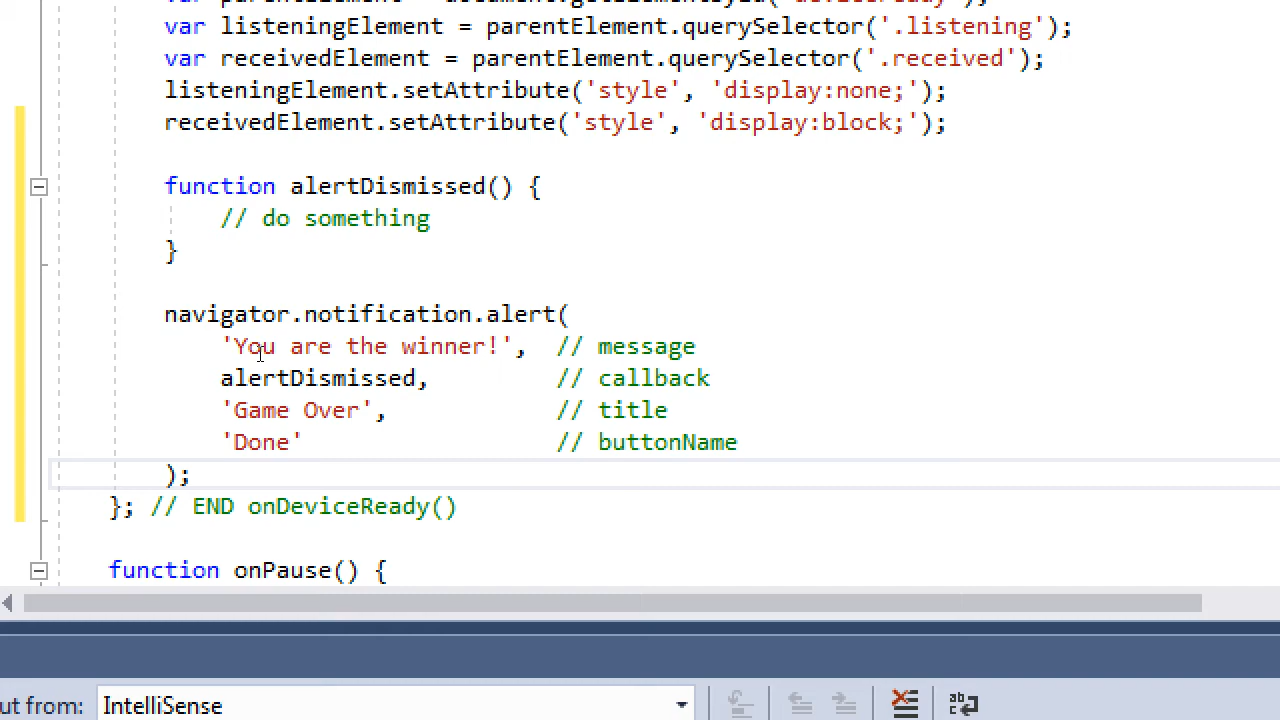 var listeningElement = parentElement.querySelector('.listening');
var receivedElement = parentElement.querySelector('.received');
listeningElement.setAttribute('style', 'display:none;');
receivedElement.setAttribute('style', 'display:block;');
function alertDismissed() {
// do something
}
navigator.notification.alert(
'You are the winner!', // message
alertDismissed, // callback
'Game Over', // title
'Done' // buttonName
);
}; // END onDeviceReady()
function onPause() {
ut from: IntelliSense